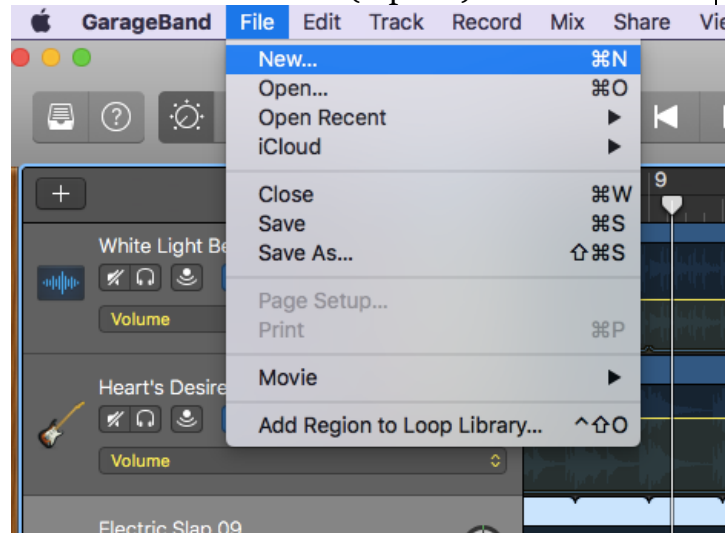 GarageBand File Edit Track Record Mix Share
New... ⌘N
Open... ⌘O
Open Recent ▶
iCloud ▶
9
Close ⌘W
Save ⌘S
Save As... ⇧⌘S
Page Setup...
Print ⌘P
Movie ▶
Add Region to Loop Library... ^⇧O
White Light
Volume
Heart's Desire
Volume
Electric Slap 09